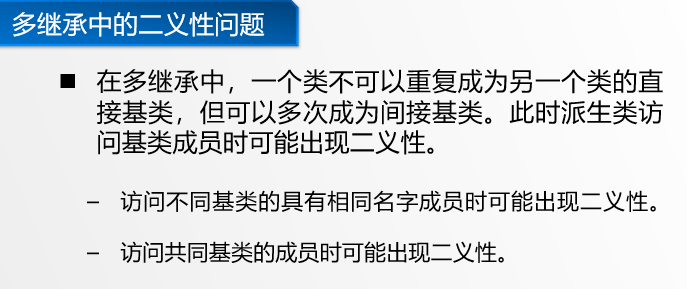 多继承中的二义性问题
■ 在多继承中，一个类不可以重复成为另一个类的直
接基类，但可以多次成为间接基类。此时派生类访
问基类成员时可能出现二义性。
– 访问不同基类的具有相同名字成员时可能出现二义性。
– 访问共同基类的成员时可能出现二义性。